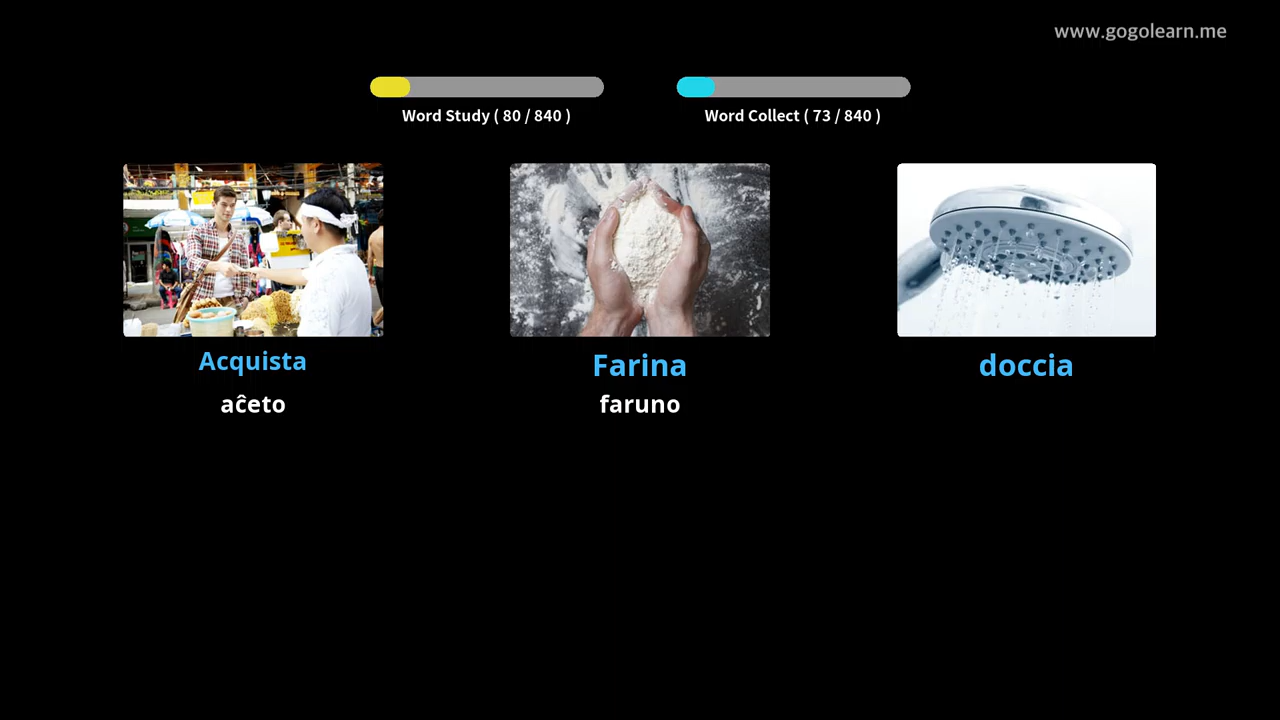 www.gogolearn.me
Word Study ( 80 / 840 )
Word Collect ( 73 / 840 )
Acquista
Farina
doccia
aĉeto
faruno